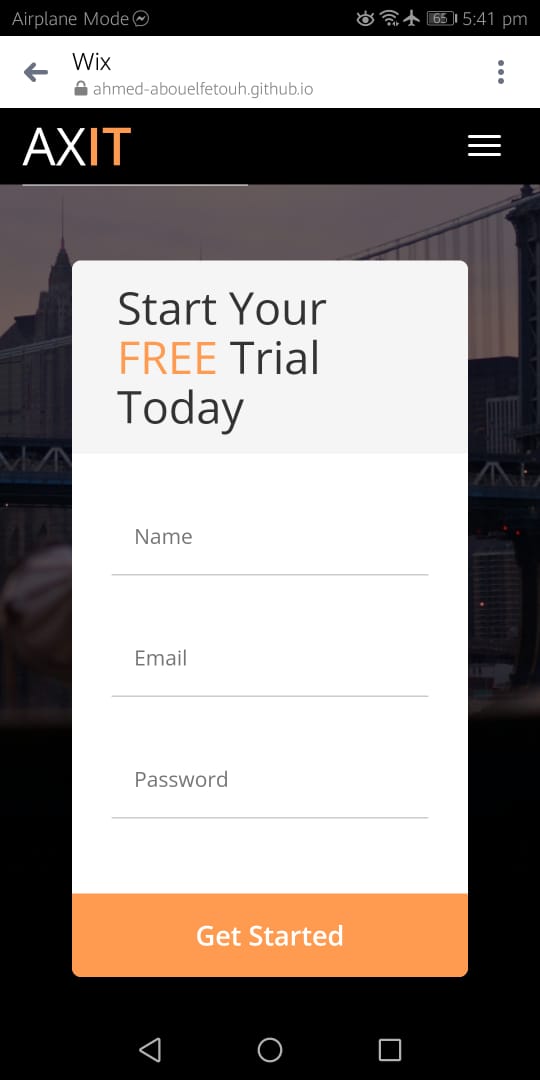 Airplane Mode
65
5:41 pm
Wix
ahmed-abouelfetouh.github.io
AXIT
Start Your
FREE Trial
Today
Name
Email
Password
Get Started